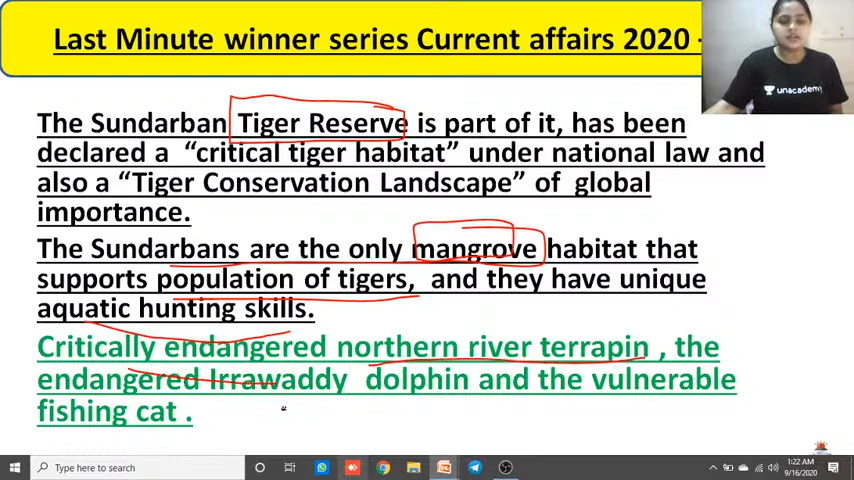 Last Minute winner series Current affairs 2020 -
unacademy
The Sundarban Tiger Reserve is part of it, has been
declared a “critical tiger habitat” under national law and
also a “Tiger Conservation Landscape” of global
importance.
The Sundarbans are the only mangrove habitat that
supports population of tigers, and they have unique
aquatic hunting skills.
Critically endangered northern river terrapin , the
endangered Irrawaddy dolphin and the vulnerable
fishing cat .
Type here to search
1:22 AM
9/16/2020